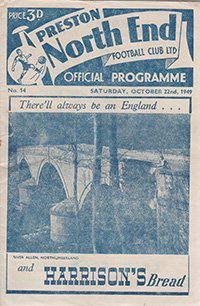 PRICE 3D
PRESTON
North End
FOOTBALL CLUB LTD
OFFICIAL PROGRAMME
No. 14
SATURDAY, OCTOBER 22nd, 1949
There'll always be an England . . .
RIVER ALLEN, NORTHUMBERLAND
and HARRISON'S Bread